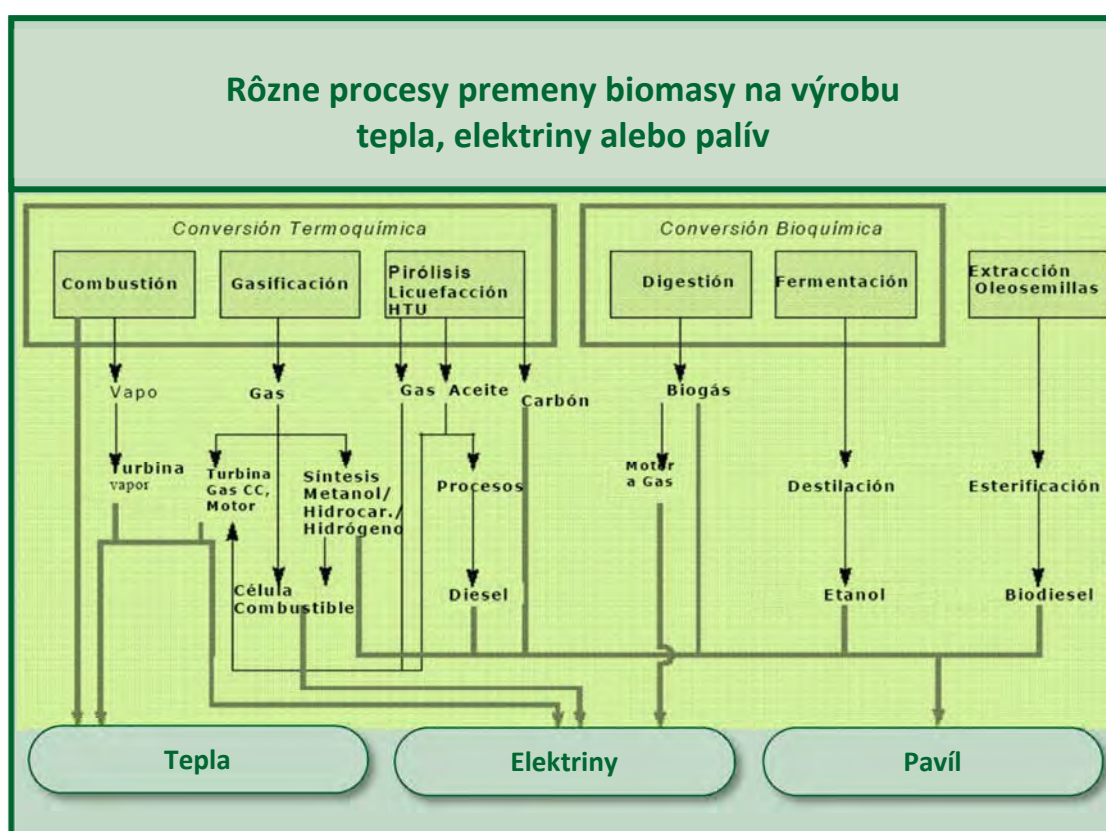 Rôzne procesy premeny biomasy na výrobu
tepla, elektriny alebo palív
Conversión Termoquímica
Conversión Bioquímica
Combustión
Gasificación
Pirólisis
Licuefacción
HTU
Digestión
Fermentación
Extracción
Oleosemillas
Vapo
Gas
Gas
Aceite
Carbón
Biogás
Turbina
vapor
Turbina
Gas CC,
Motor
Síntesis
Metanol/
Hidrocar./
Hidrógeno
Procesos
Motor
a Gas
Destilación
Esterificación
Célula
Combustible
Diesel
Etanol
Biodiesel
Tepla
Elektriny
Pavíl